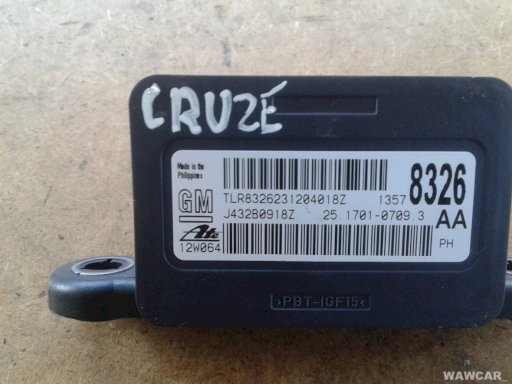 CRUZE
Made in the
Philippines
GM
TLR8326231204018Z 1357 8326
J432B0918Z 25.1701-0709.3 AA
Ate
12W064 PH
>PBT-IGF15<
WAWCAR